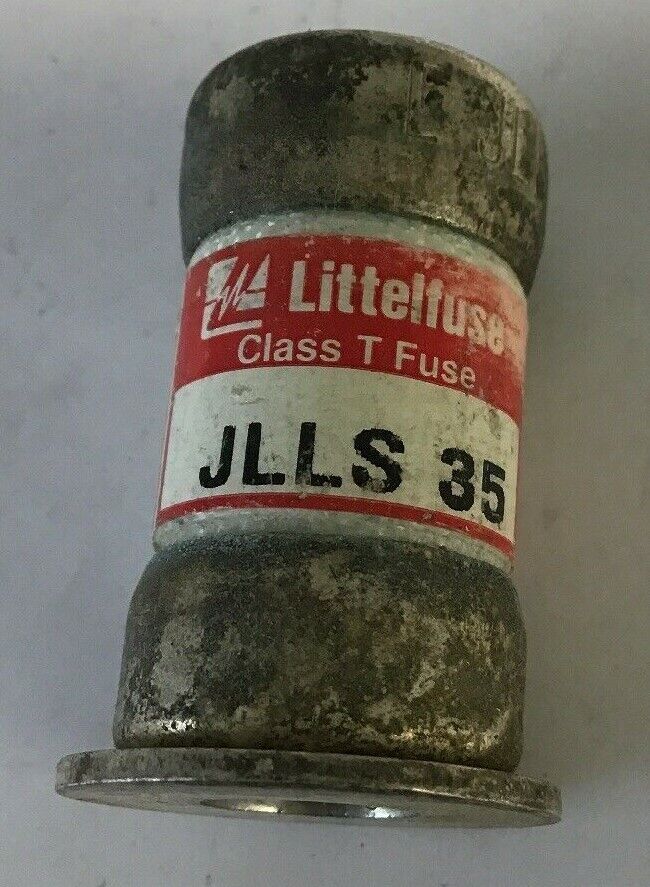 Littelfuse
Class T Fuse
JLLS 35